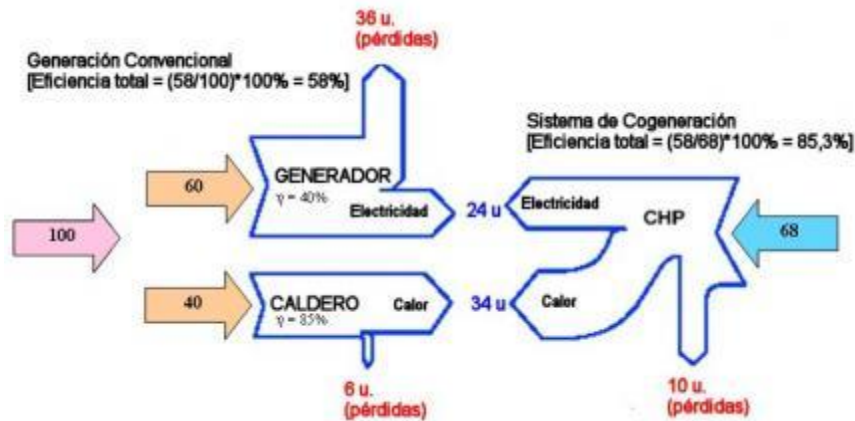 36 u.
(pérdidas)
Generación Convencional
[Eficiencia total = (58/100)*100% = 58%]
Sistema de Cogeneración
[Eficiencia total = (58/68)*100% = 85,3%]
60
GENERADOR
η = 40%
Electricidad
24 u
Electricidad
CHP
100
68
40
CALDERO
η = 85%
Calor
34 u
Calor
6 u.
(pérdidas)
10 u.
(pérdidas)